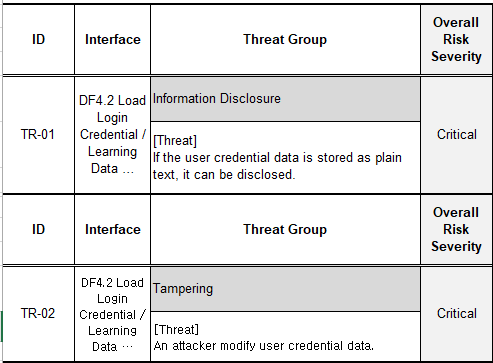 ID Interface Threat Group Overall
Risk
Severity
TR-01
DF4.2 Load
Login
Credential /
Learning
Data ...
Information Disclosure
[Threat]
If the user credential data is stored as plain
text, it can be disclosed.
Critical
ID Interface Threat Group Overall
Risk
Severity
TR-02
DF4.2 Load
Login
Credential /
Learning
Data ⋯
Tampering
[Threat]
An attacker modify user credential data.
Critical